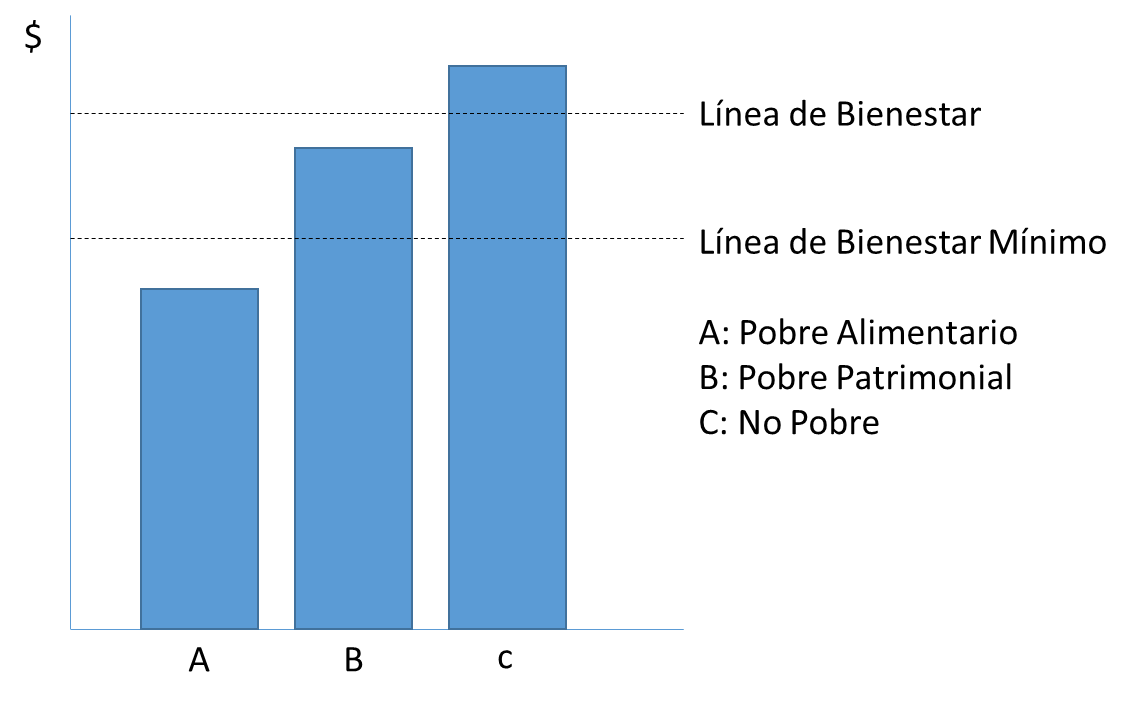 $
Línea de Bienestar
Línea de Bienestar Mínimo
A: Pobre Alimentario
B: Pobre Patrimonial
C: No Pobre
A
B
c